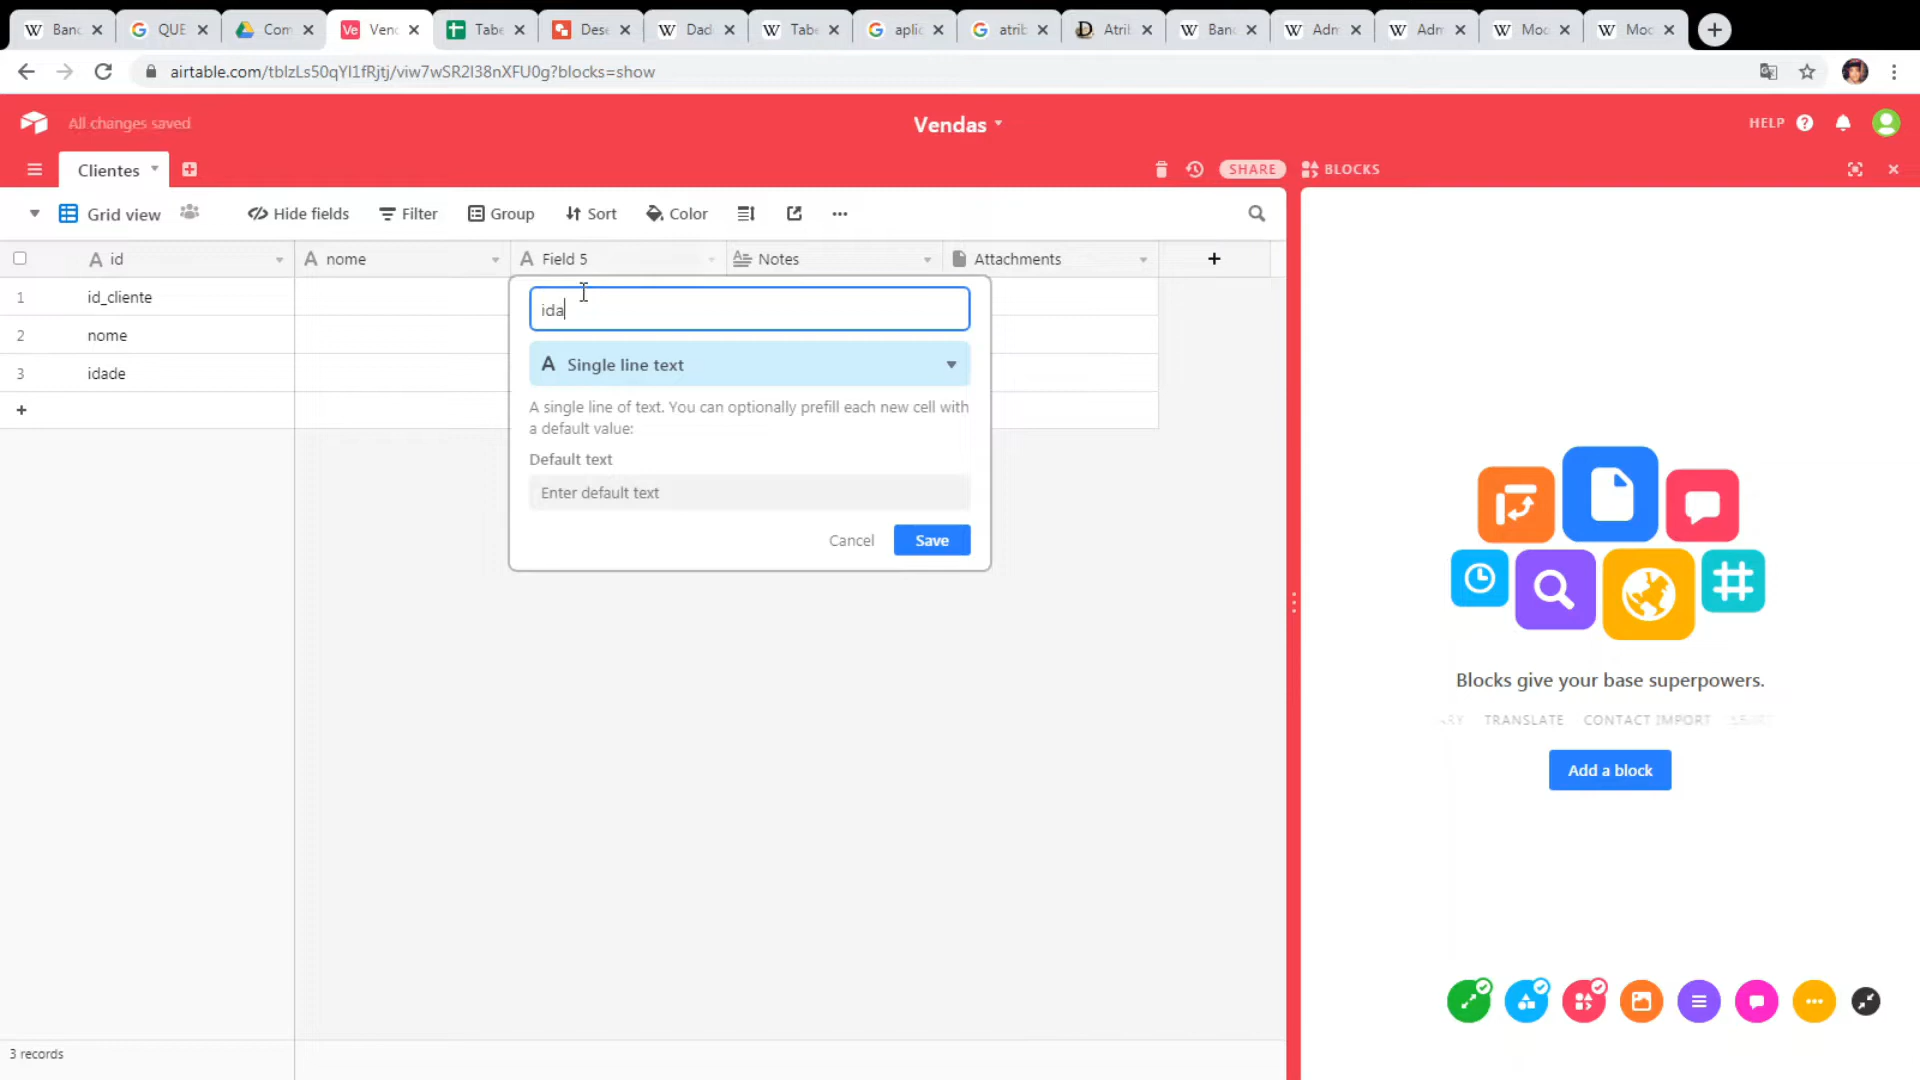 Banc
QUE
Com
Venc
Tabe
Dese
Dad
Tabe
aplic
atrib
Atril
Banc
Adm
Adm
Moc
Moc
airtable.com/tblzLs50qYI1fRjtj/viw7wSR2I38nXFU0g?blocks=show
All changes saved
Vendas
HELP
Clientes
SHARE
BLOCKS
Grid view
Hide fields
Filter
Group
Sort
Color
id
nome
Field 5
Notes
Attachments
1 id_cliente
2 nome
3 idade
ida
Single line text
A single line of text. You can optionally prefill each new cell with
a default value:
Default text
Enter default text
Cancel
Save
Blocks give your base superpowers.
TRANSLATE CONTACT IMPORT
Add a block
3 records